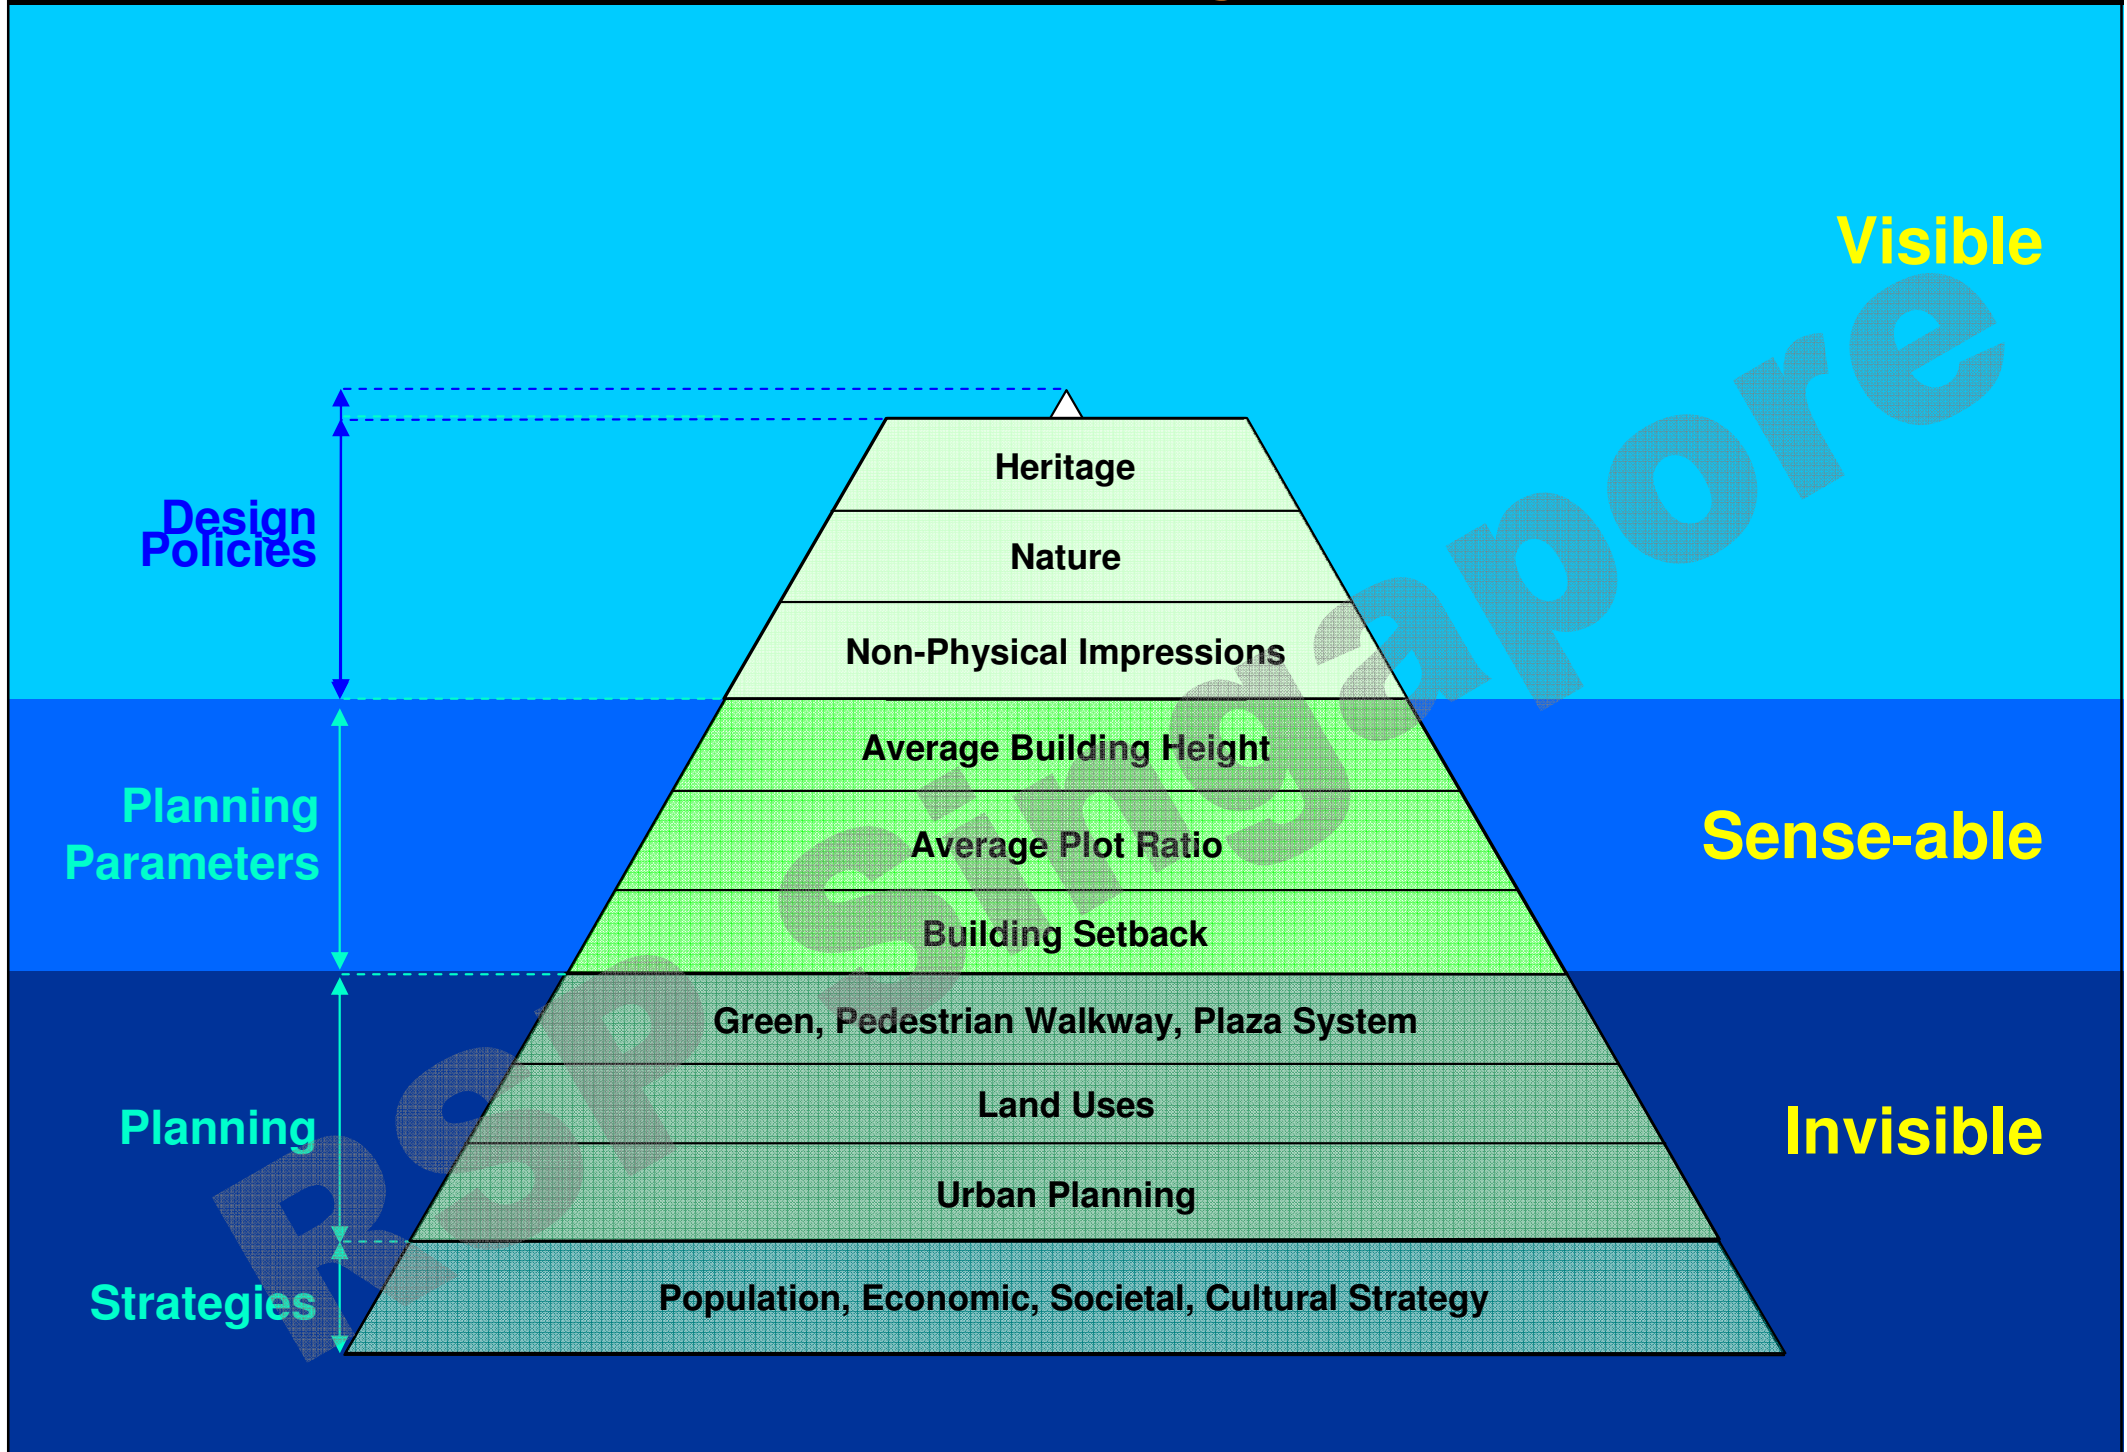 Visible
Design
Policies
Heritage
Nature
Non-Physical Impressions
Planning
Parameters
Average Building Height
Average Plot Ratio
Building Setback
Sense-able
Planning
Green, Pedestrian Walkway, Plaza System
Land Uses
Urban Planning
Invisible
Strategies
Population, Economic, Societal, Cultural Strategy
RSP Singapore